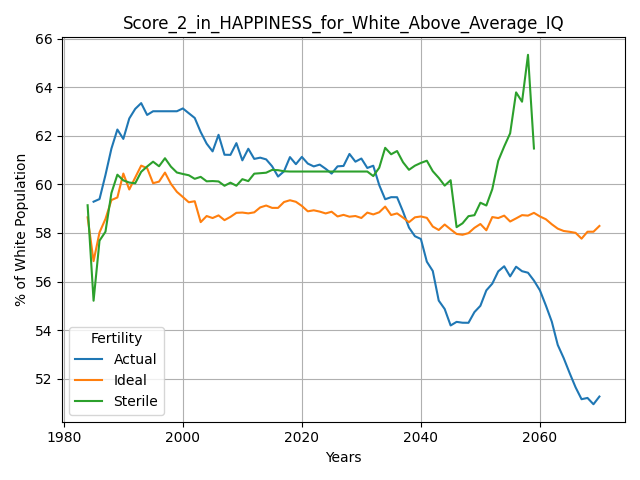 Score_2_in_HAPPINESS_for_White_Above_Average_IQ
66
64
62
60
58
56
54
52
% of White Population
Fertility
Actual
Ideal
Sterile
1980
2000
2020
2040
2060
Years